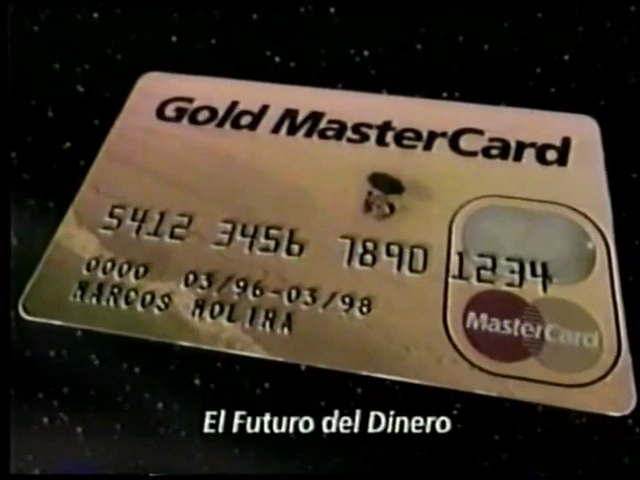 Gold MasterCard
5412 3456 7890 1234
0000 03/96-03/98
MARCOS MOLINA
MasterCard
El Futuro del Dinero